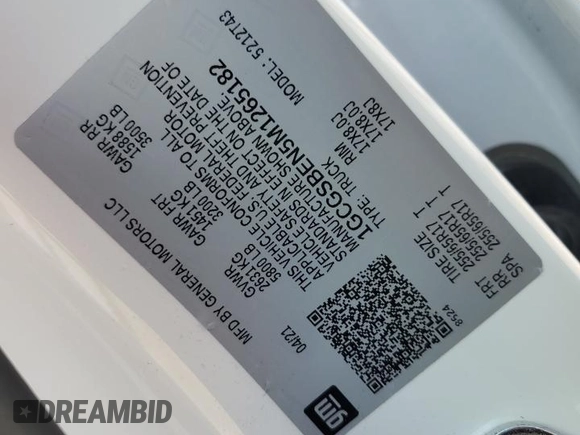 gm
MFD BY GENERAL MOTORS LLC
04/21
GVWR
2631KG
5800 LB
GAWR FRT
1451 KG
3200 LB
GAWR RR
1588 KG
3500 LB
THIS VEHICLE CONFORMS TO ALL
APPLICABLE U.S. FEDERAL MOTOR
VEHICLE SAFETY AND THEFT PREVENTION
STANDARDS IN EFFECT ON THE DATE OF
MANUFACTURE SHOWN ABOVE.
1GCGSBEN5M1265182
TYPE: TRUCK
MODEL: 5212T43
TIRE SIZE RIM
FRT 255/65R17 T 17X8.0J
RR 255/65R17 T 17X8.0J
SPA 255/65R17 T 17X8J
8524
DREAMBID